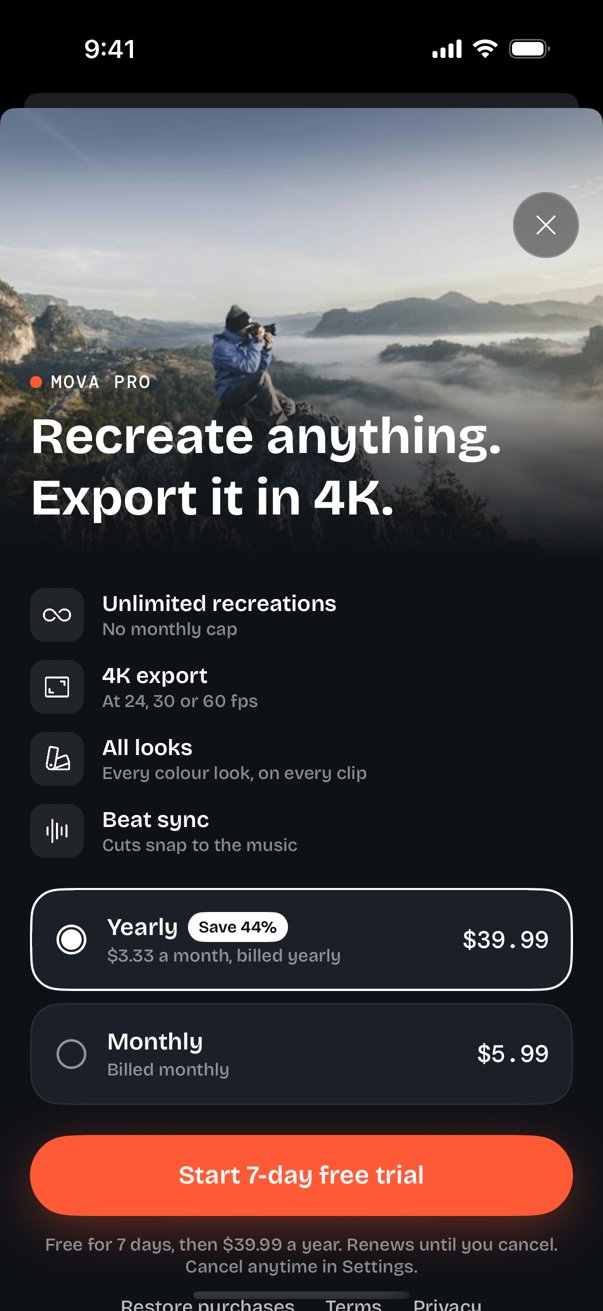 9:41
MOVA PRO
Recreate anything.
Export it in 4K.
Unlimited recreations
No monthly cap
4K export
At 24, 30 or 60 fps
All looks
Every colour look, on every clip
Beat sync
Cuts snap to the music
Yearly Save 44%
$3.33 a month, billed yearly
$39.99
Monthly
Billed monthly
$5.99
Start 7-day free trial
Free for 7 days, then $39.99 a year. Renews until you cancel.
Cancel anytime in Settings.
Restore purchases Terms Privacy